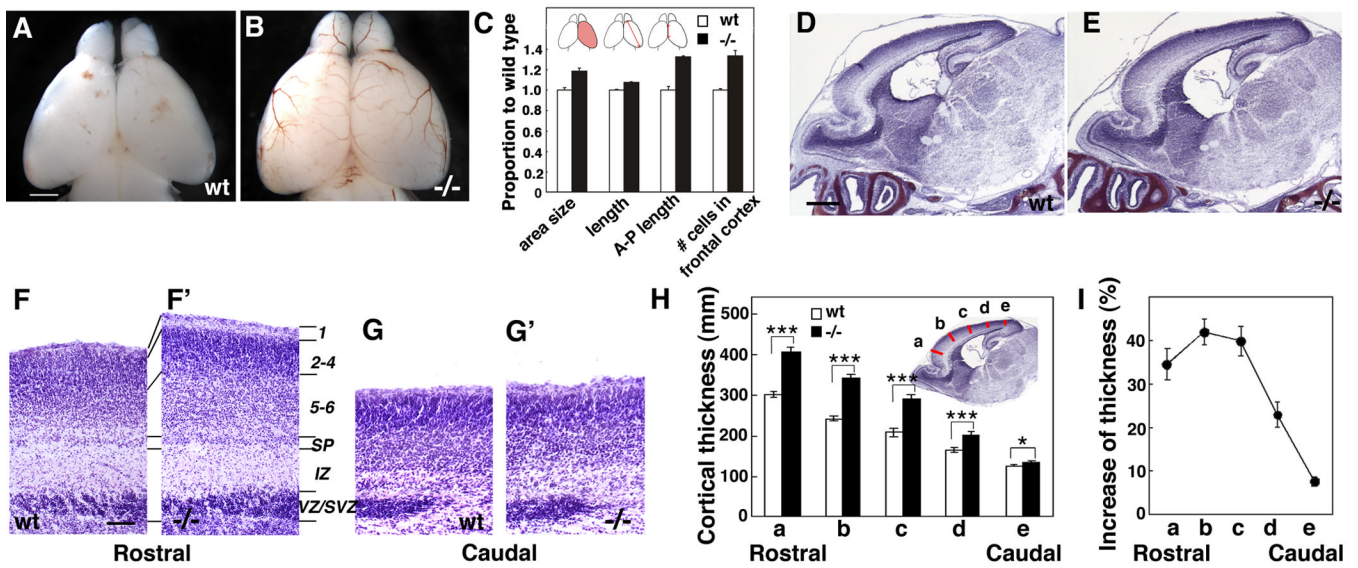 A
wt
B
-/-
C
Proportion to wild type
wt
-/-
1.4
1.2
1.0
0.8
0.6
0.4
0.2
0
area size
length
A-P length
# cells in
frontal cortex
D
wt
E
-/-
F
wt
F'
-/-
1
2-4
5-6
SP
IZ
VZ/SVZ
Rostral
G
wt
G'
-/-
Caudal
H
Cortical thickness (mm)
wt
-/-
500
400
300
200
100
0
***
***
***
***
*
a
b
c
d
e
a b c d e
Rostral Caudal
I
Increase of thickness (%)
40
30
20
10
0
a b c d e
Rostral Caudal